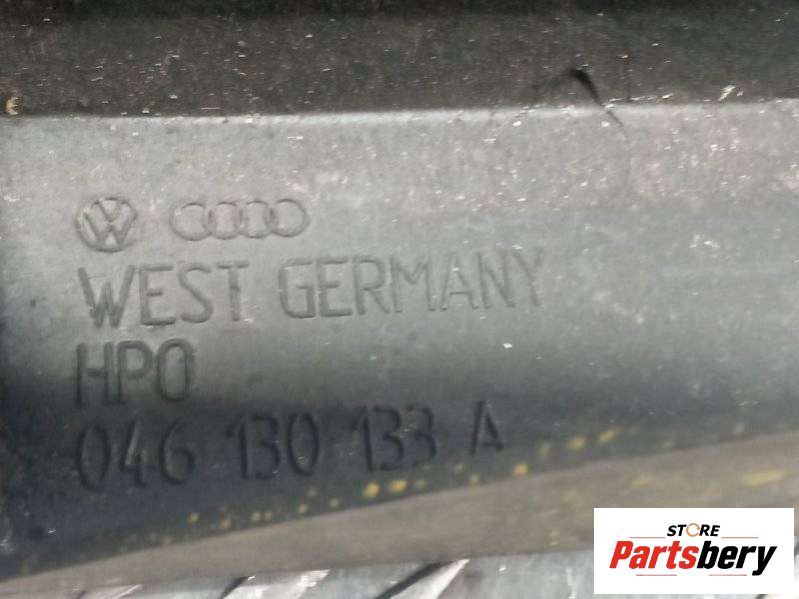 WEST GERMANY
HPO
046 130 133 A
STORE
Partsbery